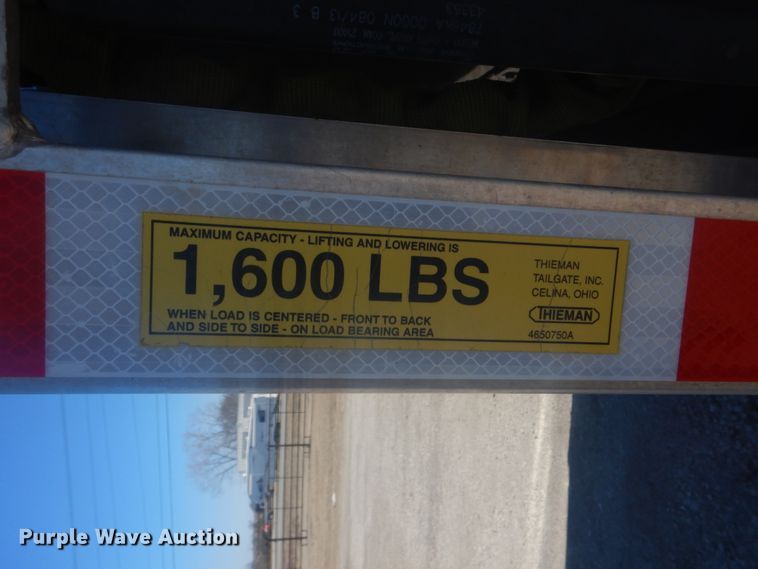 MAXIMUM CAPACITY - LIFTING AND LOWERING IS
1,600 LBS
WHEN LOAD IS CENTERED - FRONT TO BACK
AND SIDE TO SIDE - ON LOAD BEARING AREA
THIEMAN
TAILGATE, INC.
CELINA, OHIO
THIEMAN
4650750A
Purple Wave Auction